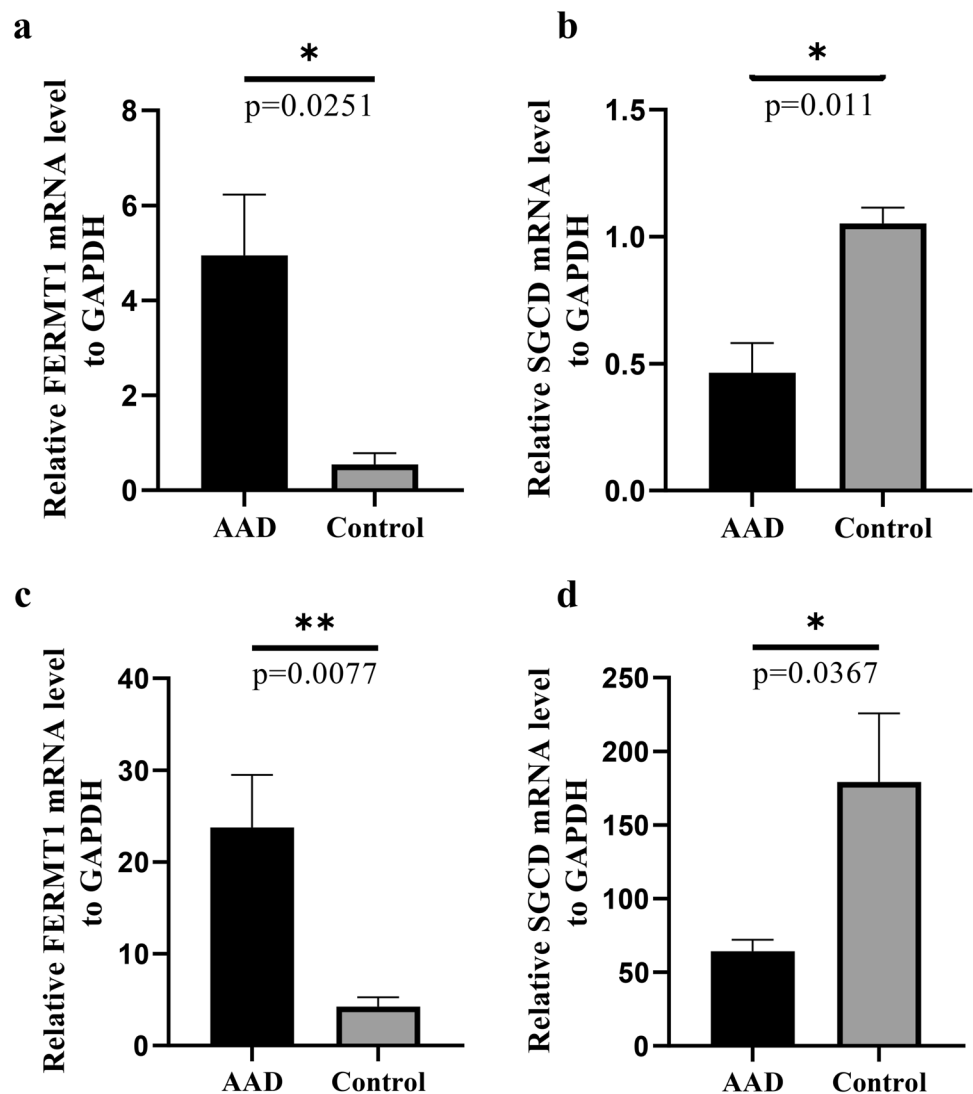 a
*
p=0.0251
Relative FERMT1 mRNA level
to GAPDH
8
6
4
2
0
AAD
Control
b
*
p=0.011
Relative SGCD mRNA level
to GAPDH
1.5
1.0
0.5
0.0
AAD
Control
c
**
p=0.0077
Relative FERMT1 mRNA level
to GAPDH
40
30
20
10
0
AAD
Control
d
*
p=0.0367
Relative SGCD mRNA level
to GAPDH
250
200
150
100
50
0
AAD
Control